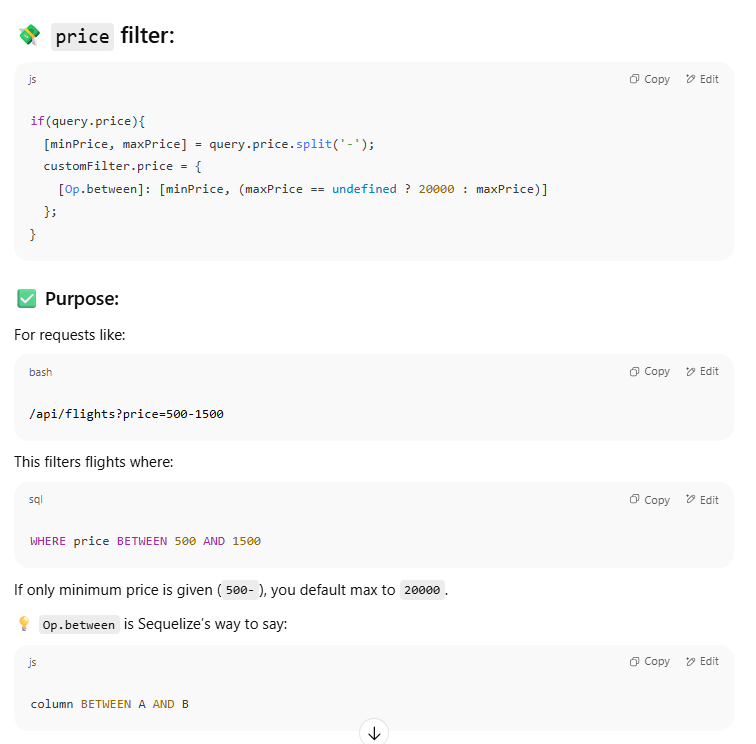 💸 price filter:
js Copy Edit
if(query.price){
[minPrice, maxPrice] = query.price.split('-');
customFilter.price = {
[Op.between]: [minPrice, (maxPrice == undefined ? 20000 : maxPrice)]
};
}
✅ Purpose:
For requests like:
bash Copy Edit
/api/flights?price=500-1500
This filters flights where:
sql Copy Edit
WHERE price BETWEEN 500 AND 1500
If only minimum price is given (500-), you default max to 20000.
💡 Op.between is Sequelize's way to say:
js Copy Edit
column BETWEEN A AND B